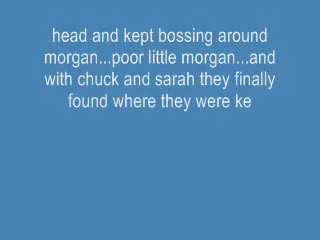 head and kept bossing around
morgan...poor little morgan...and
with chuck and sarah they finally
found where they were ke